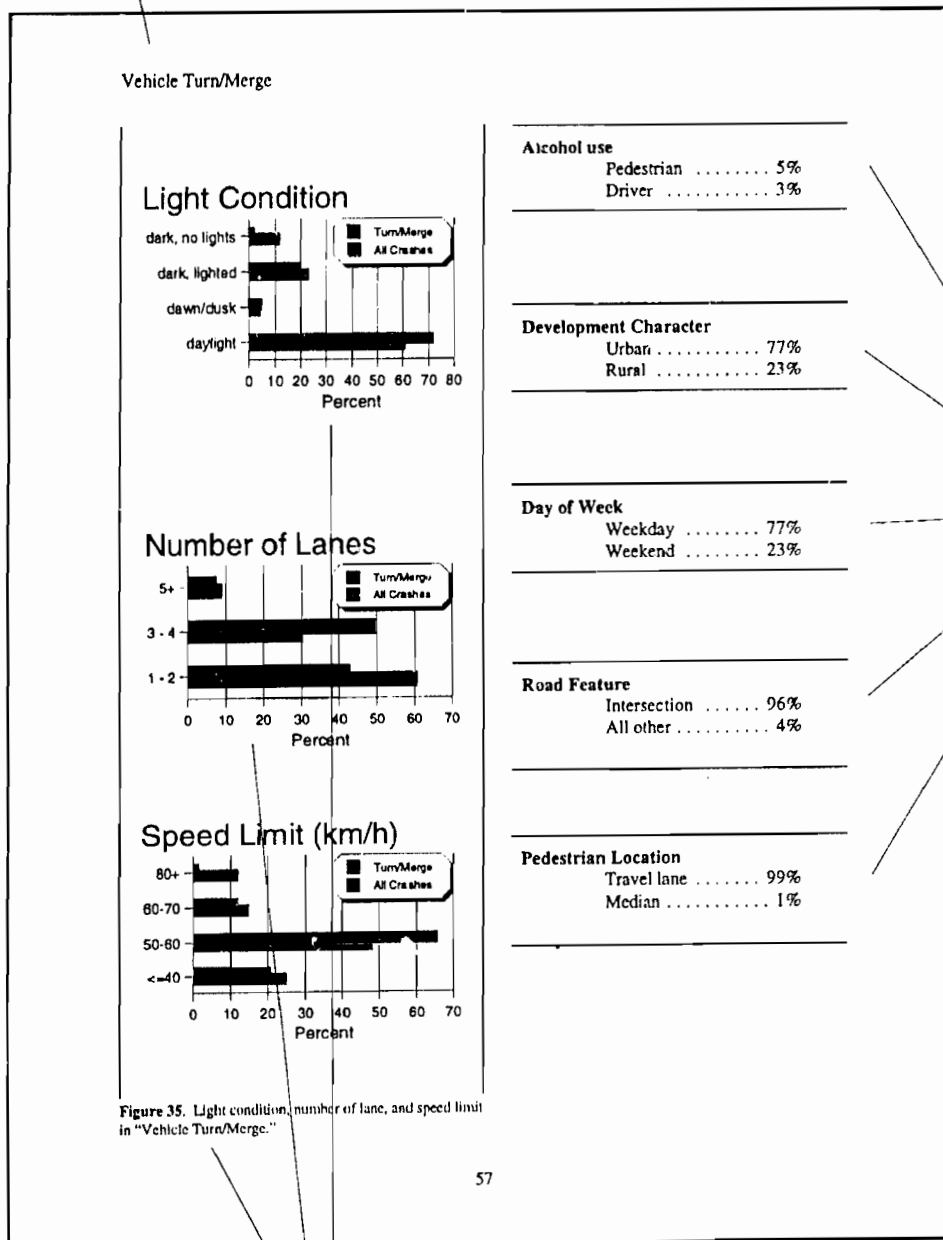 Vehicle Turn/Merge
Light Condition
Turn/Merge
All Crashes
dark, no lights
dark, lighted
dawn/dusk
daylight
0 10 20 30 40 50 60 70 80
Percent
Number of Lanes
Turn/Merge
All Crashes
5+
3 - 4
1 - 2
0 10 20 30 40 50 60 70
Percent
Speed Limit (km/h)
Turn/Merge
All Crashes
80+
60-70
50-60
<=40
0 10 20 30 40 50 60 70
Percent
Figure 35. Light condition, number of lane, and speed limit
in "Vehicle Turn/Merge."
Alcohol use
Pedestrian ........ 5%
Driver ........... 3%
Development Character
Urban ........... 77%
Rural ........... 23%
Day of Week
Weekday ........ 77%
Weekend ........ 23%
Road Feature
Intersection ...... 96%
All other .......... 4%
Pedestrian Location
Travel lane ....... 99%
Median ........... 1%
57